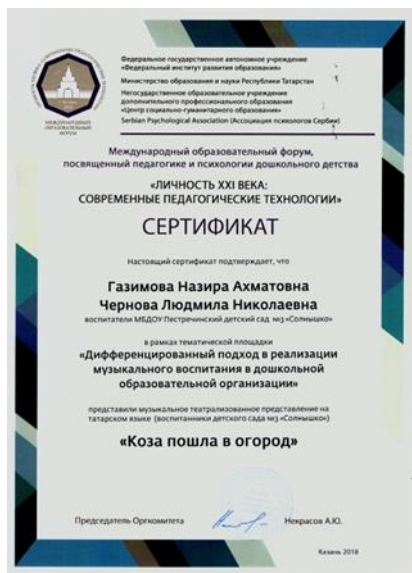 Федеральное государственное автономное учреждение
«Федеральный институт развития образования»
Министерство образования и науки Республики Татарстан
Негосударственное образовательное учреждение
дополнительного профессионального образования
«Центр социально-гуманитарного образования»
Serbian Psychological Association (Ассоциация психологов Сербии)
МЕЖДУНАРОДНЫЙ
ОБРАЗОВАТЕЛЬНЫЙ
ФОРУМ
Международный образовательный форум,
посвященный педагогике и психологии дошкольного детства
«ЛИЧНОСТЬ XXI ВЕКА:
СОВРЕМЕННЫЕ ПЕДАГОГИЧЕСКИЕ ТЕХНОЛОГИИ»
СЕРТИФИКАТ
Настоящий сертификат подтверждает, что
Газимова Назира Ахматовна
Чернова Людмила Николаевна
воспитатели МБДОУ Пестречинский детский сад №3 «Солнышко»
в рамках тематической площадки
«Дифференцированный подход в реализации
музыкального воспитания в дошкольной
образовательной организации»
представили музыкальное театрализованное представление на
татарском языке (воспитанники детского сада №3 «Солнышко»)
«Коза пошла в огород»
Председатель Оргкомитета
Некрасов А.Ю.
Казань 2018